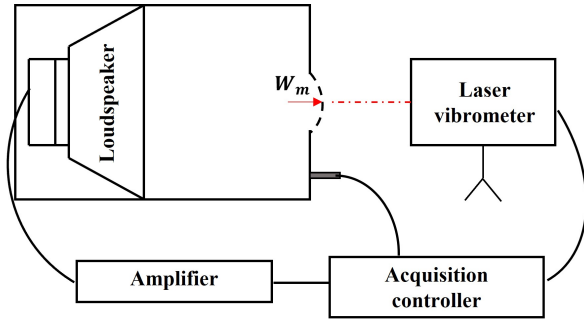 Loudspeaker
W_m
Laser
vibrometer
Amplifier
Acquisition
controller